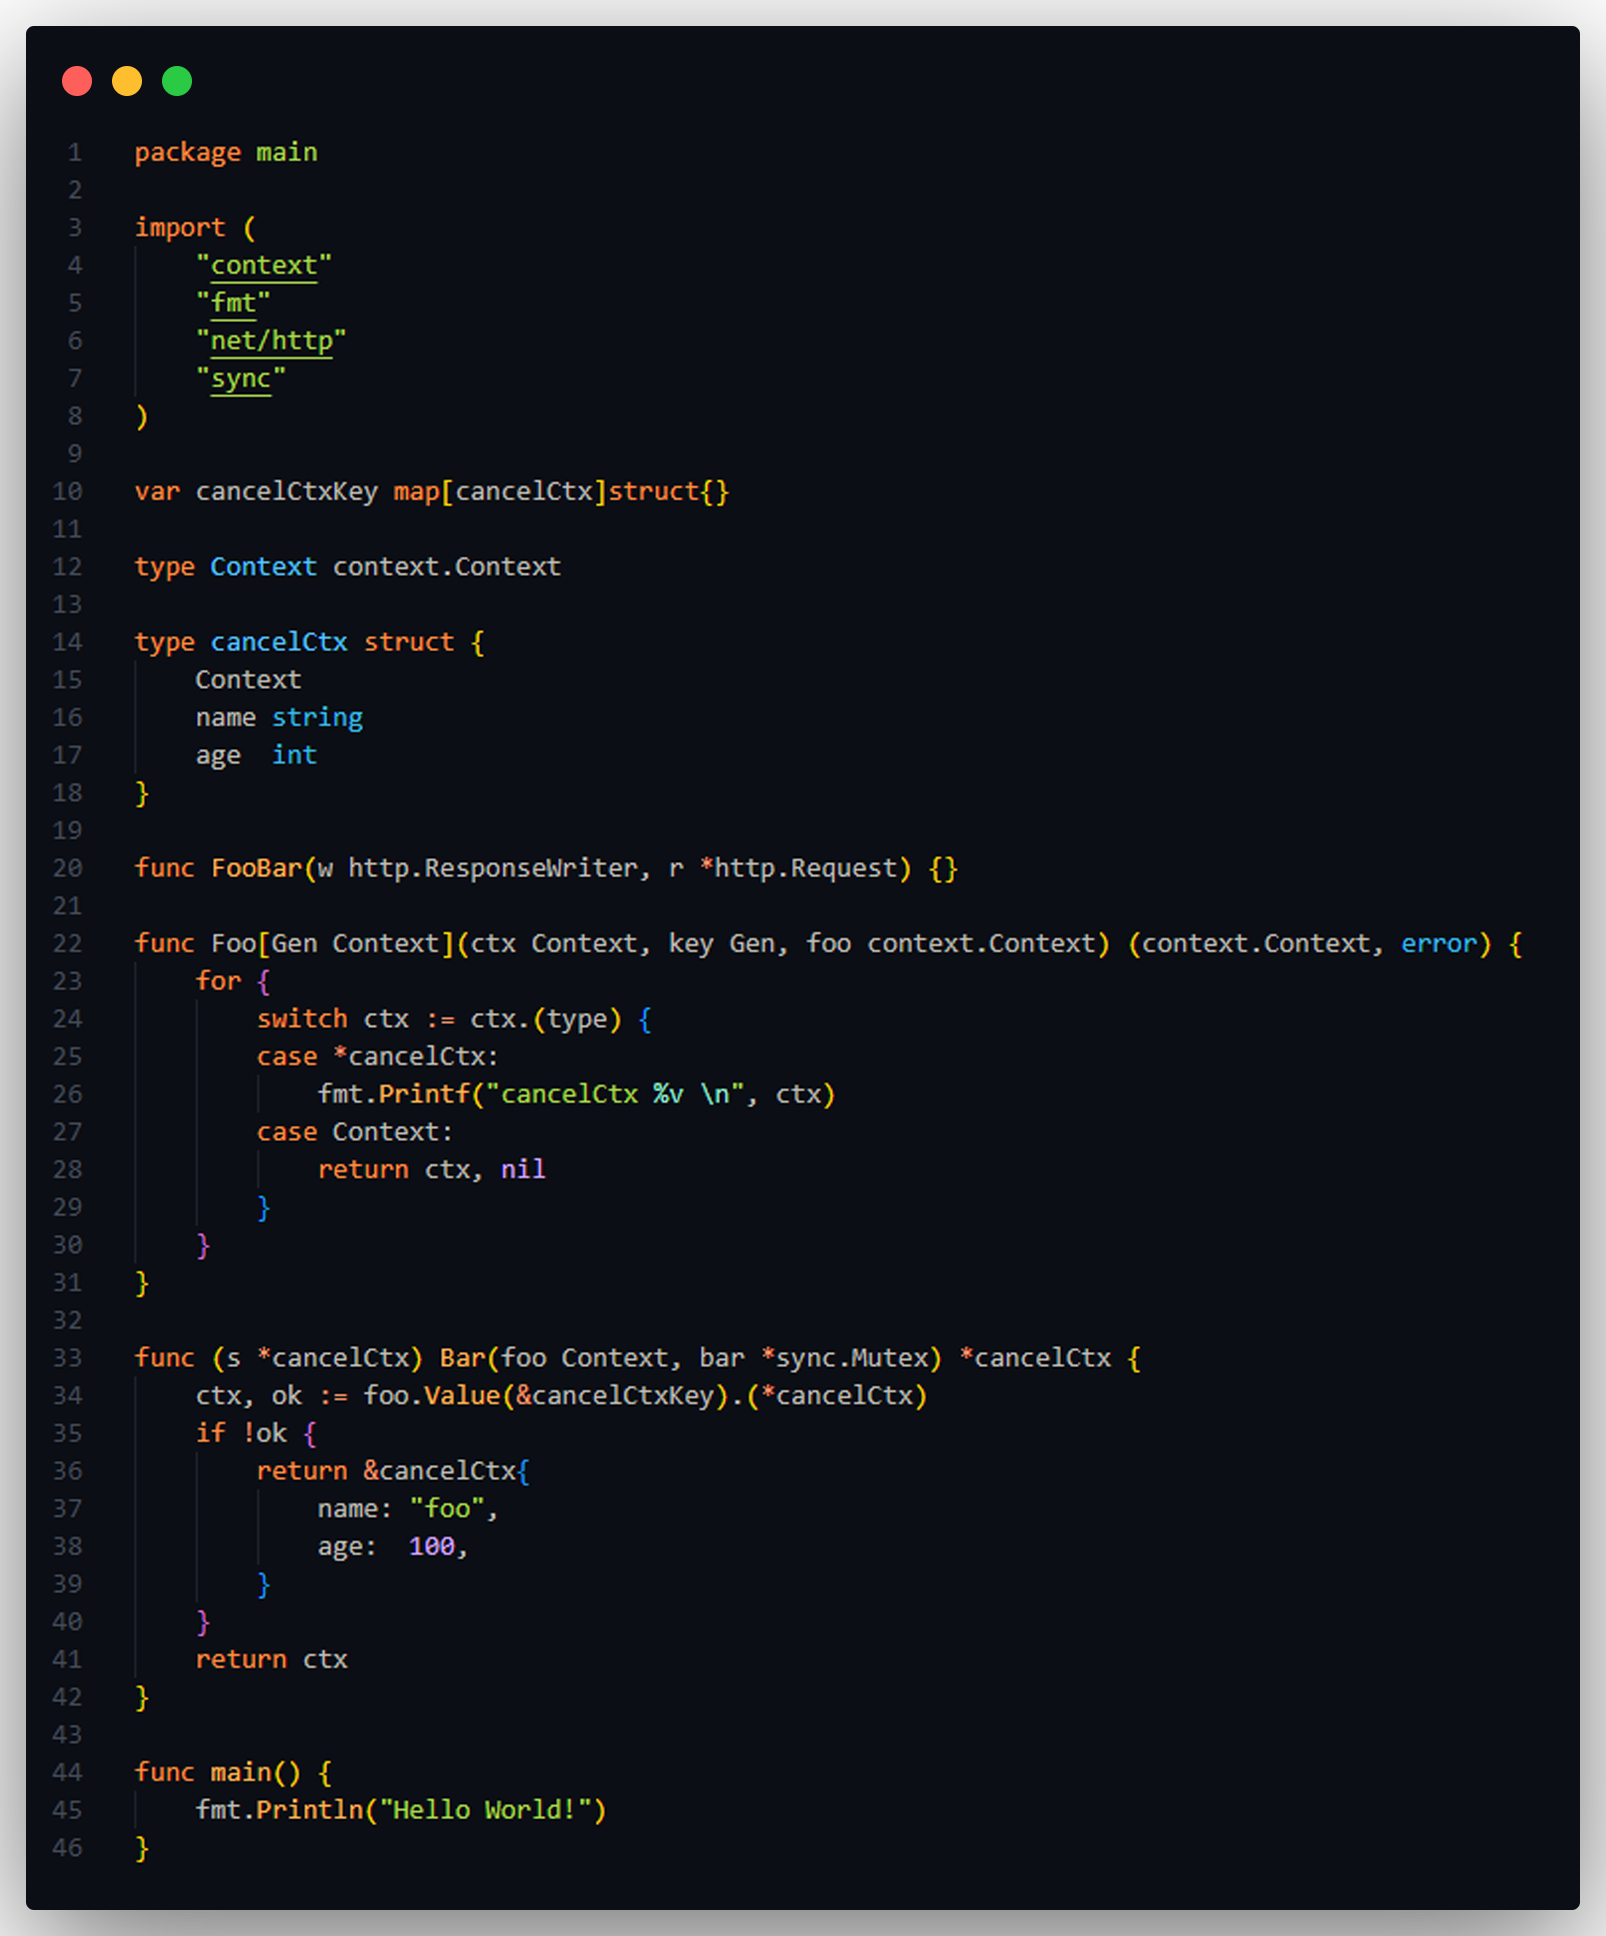 1 package main
2
3 import (
4     "context"
5     "fmt"
6     "net/http"
7     "sync"
8 )
9
10 var cancelCtxKey map[cancelCtx]struct{}
11
12 type Context context.Context
13
14 type cancelCtx struct {
15     Context
16     name string
17     age  int
18 }
19
20 func FooBar(w http.ResponseWriter, r *http.Request) {}
21
22 func Foo[Gen Context](ctx Context, key Gen, foo context.Context) (context.Context, error) {
23     for {
24         switch ctx := ctx.(type) {
25         case *cancelCtx:
26             fmt.Printf("cancelCtx %v \n", ctx)
27         case Context:
28             return ctx, nil
29         }
30     }
31 }
32
33 func (s *cancelCtx) Bar(foo Context, bar *sync.Mutex) *cancelCtx {
34     ctx, ok := foo.Value(&cancelCtxKey).(*cancelCtx)
35     if !ok {
36         return &cancelCtx{
37             name: "foo",
38             age:  100,
39         }
40     }
41     return ctx
42 }
43
44 func main() {
45     fmt.Println("Hello World!")
46 }